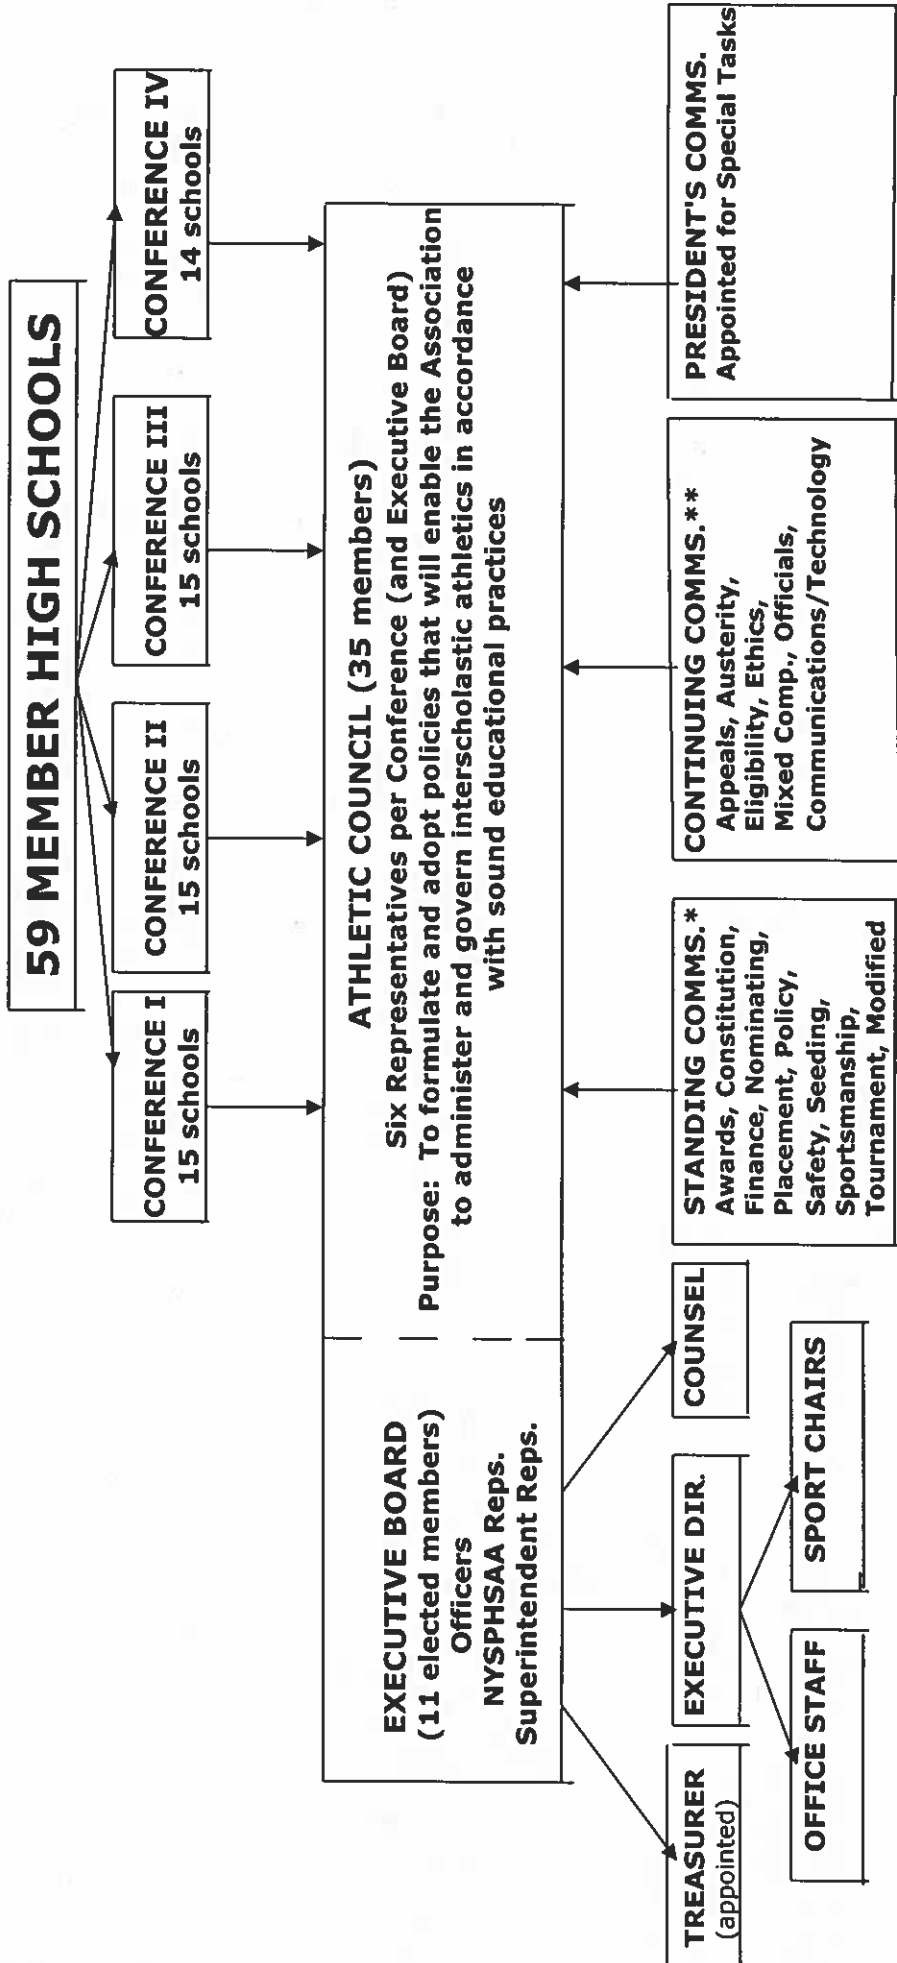 59 MEMBER HIGH SCHOOLS
CONFERENCE I
15 schools
CONFERENCE II
15 schools
CONFERENCE III
15 schools
CONFERENCE IV
14 schools
EXECUTIVE BOARD
(11 elected members)
Officers
NYSPHSAA Reps.
Superintendent Reps.
ATHLETIC COUNCIL (35 members)
Six Representatives per Conference (and Executive Board)
Purpose: To formulate and adopt policies that will enable the Association
to administer and govern interscholastic athletics in accordance
with sound educational practices
TREASURER
(appointed)
EXECUTIVE DIR.
COUNSEL
OFFICE STAFF
SPORT CHAIRS
STANDING COMMS.*
Awards, Constitution,
Finance, Nominating,
Placement, Policy,
Safety, Seeding,
Sportsmanship,
Tournament, Modified
CONTINUING COMMS.**
Appeals, Austerity,
Eligibility, Ethics,
Mixed Comp., Officials,
Communications/Technology
PRESIDENT'S COMMS.
Appointed for Special Tasks